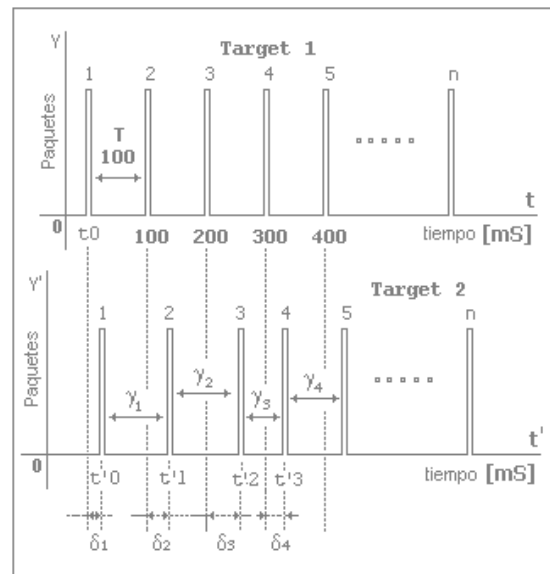 Y
Target 1
1 2 3 4 5 n
Paquetes
T
100
t
0 t0 100 200 300 400 tiempo [mS]
Y'
Target 2
1 2 3 4 5 n
Paquetes
γ1 γ2 γ3 γ4
t'
0 t'0 t'1 t'2 t'3 tiempo [mS]
δ1 δ2 δ3 δ4